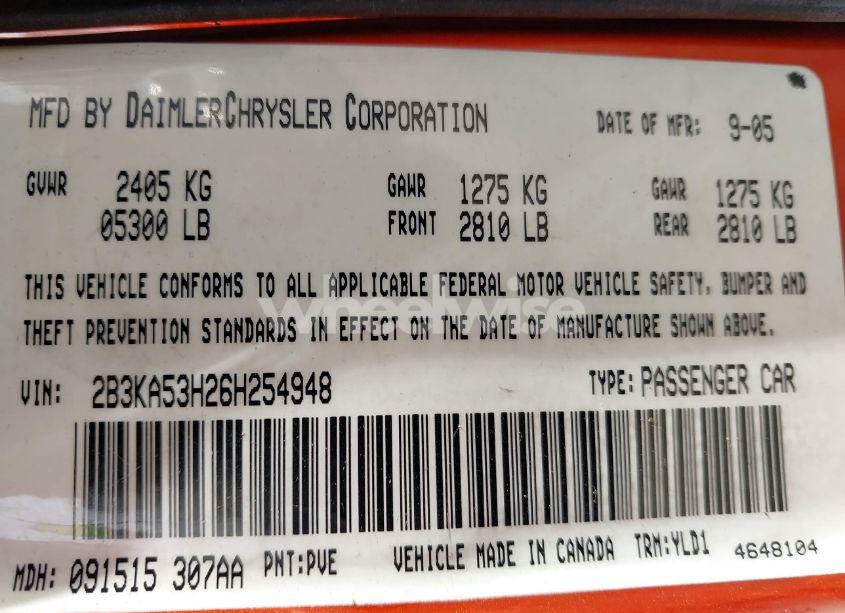 MFD BY DAIMLERCHRYSLER CORPORATION DATE OF MFR: 9-05
GVWR 2405 KG GAWR 1275 KG GAWR 1275 KG
05300 LB FRONT 2810 LB REAR 2810 LB
THIS VEHICLE CONFORMS TO ALL APPLICABLE FEDERAL MOTOR VEHICLE SAFETY, BUMPER AND
THEFT PREVENTION STANDARDS IN EFFECT ON THE DATE OF MANUFACTURE SHOWN ABOVE.
wheelwise
VIN: 2B3KA53H26H254948 TYPE: PASSENGER CAR
MDH: 091515 307AA PNT:PVE VEHICLE MADE IN CANADA TRM:YLD1 4648104